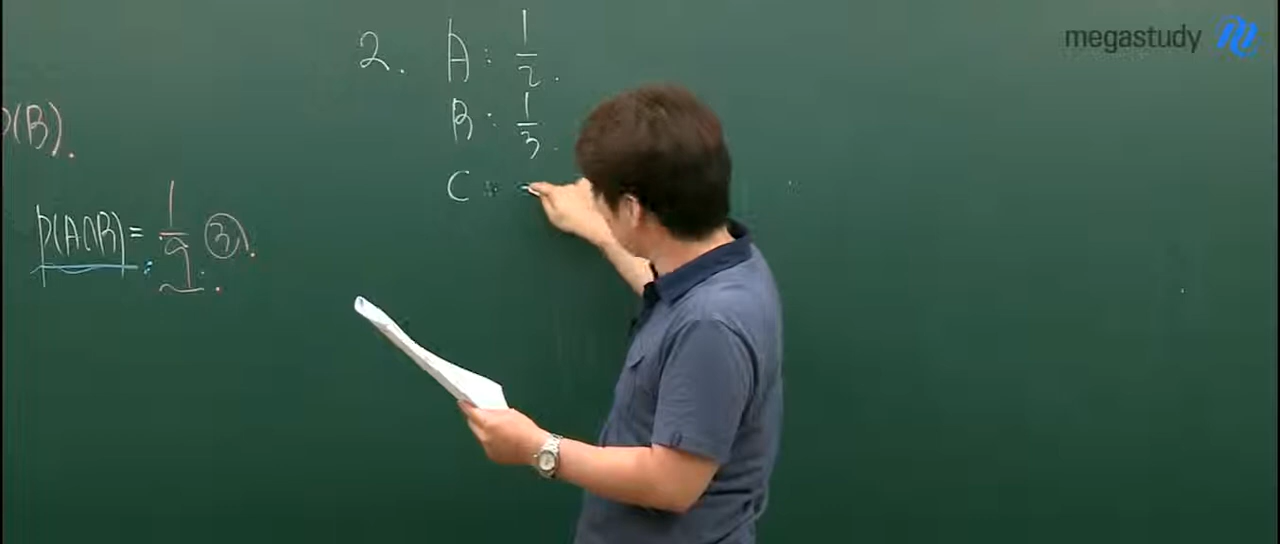 P(B).
P(A∩B) = 1/9 ③.
2. A : 1/2.
B : 1/3.
C :
megastudy